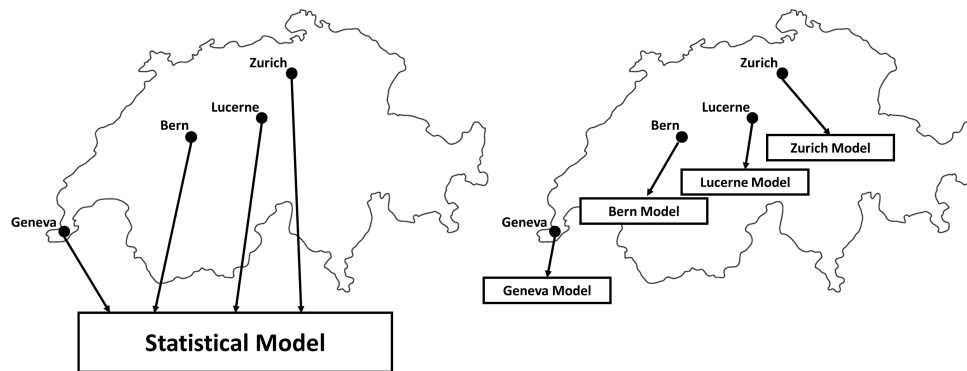 Zurich
Lucerne
Bern
Geneva
Statistical Model
Zurich
Lucerne
Bern
Zurich Model
Lucerne Model
Bern Model
Geneva
Geneva Model